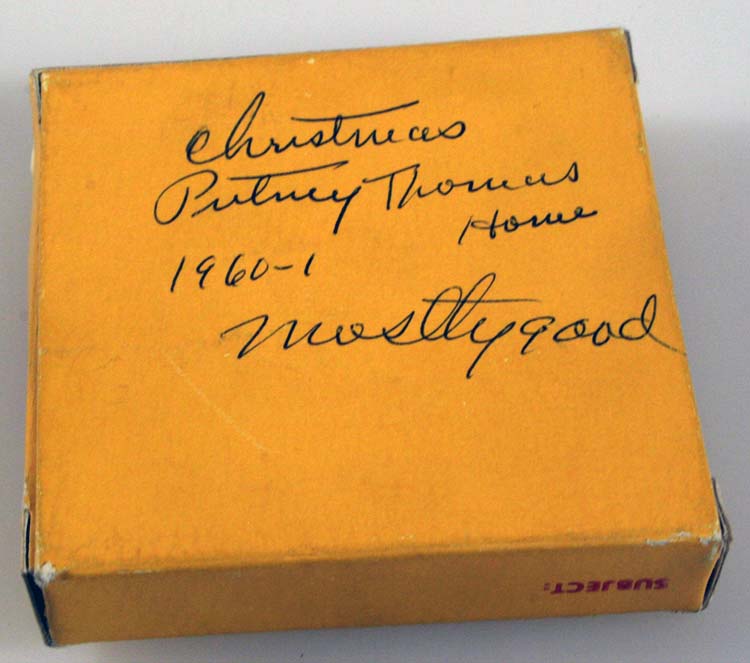 Christmas
Putney Thomas
Home
1960-1
Mostly good
SUBJECT: